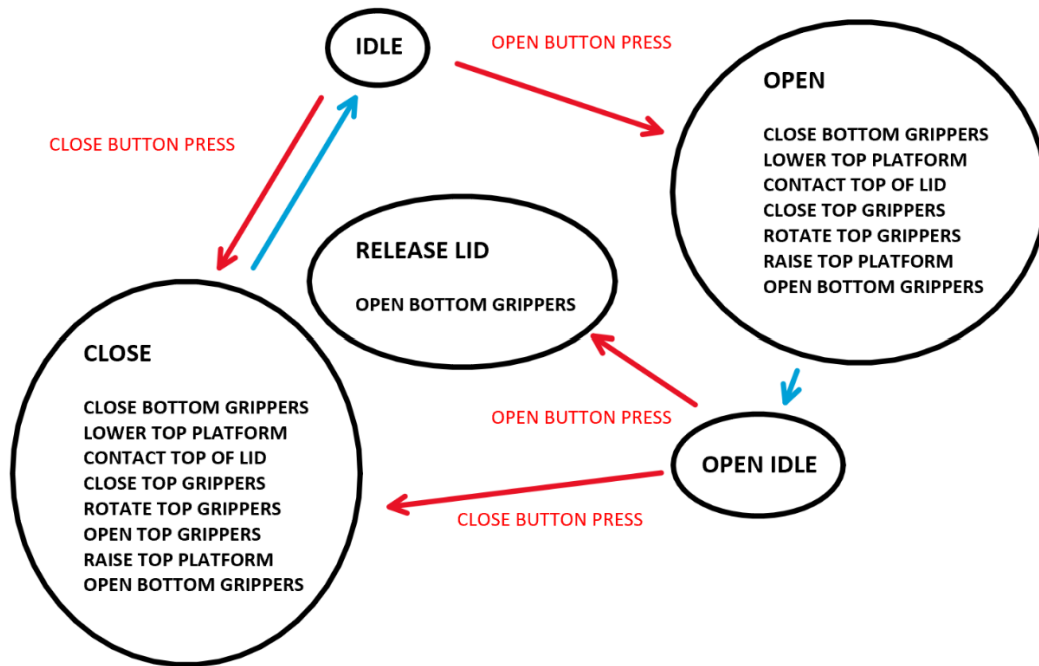 IDLE
OPEN BUTTON PRESS
CLOSE BUTTON PRESS
OPEN
CLOSE BOTTOM GRIPPERS
LOWER TOP PLATFORM
CONTACT TOP OF LID
CLOSE TOP GRIPPERS
ROTATE TOP GRIPPERS
RAISE TOP PLATFORM
OPEN BOTTOM GRIPPERS
RELEASE LID
OPEN BOTTOM GRIPPERS
CLOSE
CLOSE BOTTOM GRIPPERS
LOWER TOP PLATFORM
CONTACT TOP OF LID
CLOSE TOP GRIPPERS
ROTATE TOP GRIPPERS
OPEN TOP GRIPPERS
RAISE TOP PLATFORM
OPEN BOTTOM GRIPPERS
OPEN BUTTON PRESS
OPEN IDLE
CLOSE BUTTON PRESS